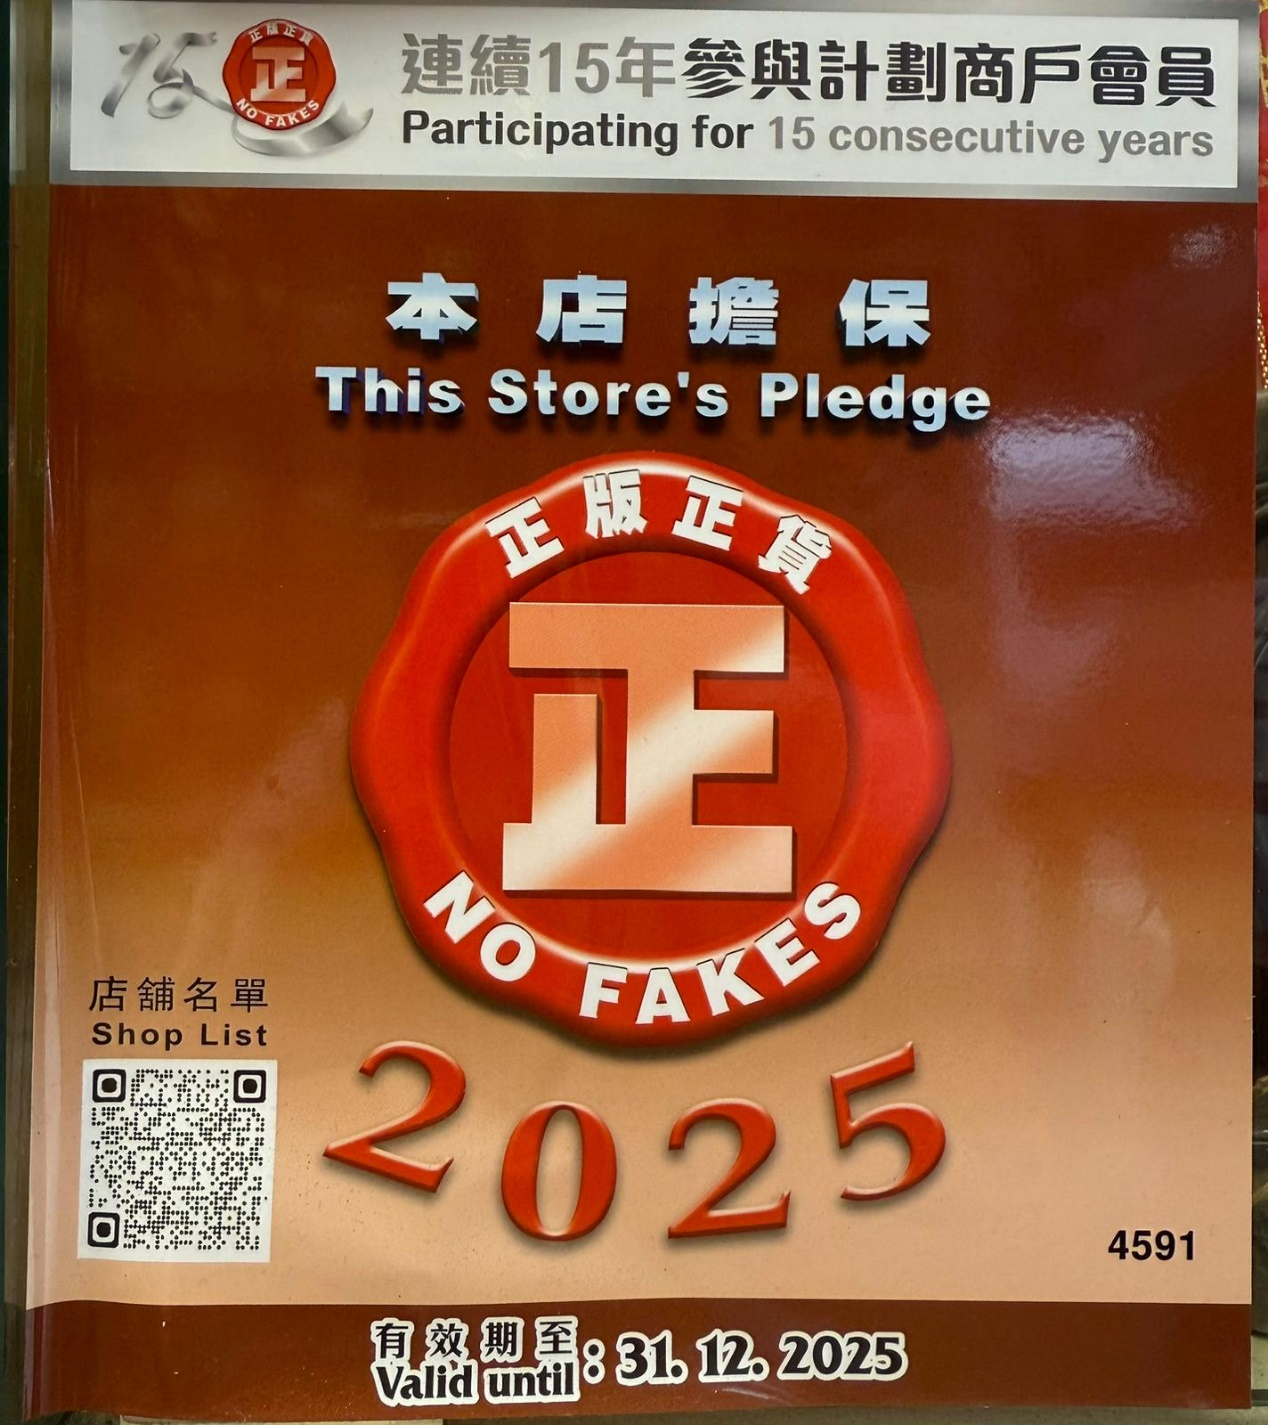 正版正貨
正
NO FAKES
連續15年參與計劃商戶會員
Participating for 15 consecutive years
本店擔保
This Store's Pledge
正版正貨
正
NO FAKES
2025
店舖名單
Shop List
4591
有效期至
Valid until : 31. 12. 2025